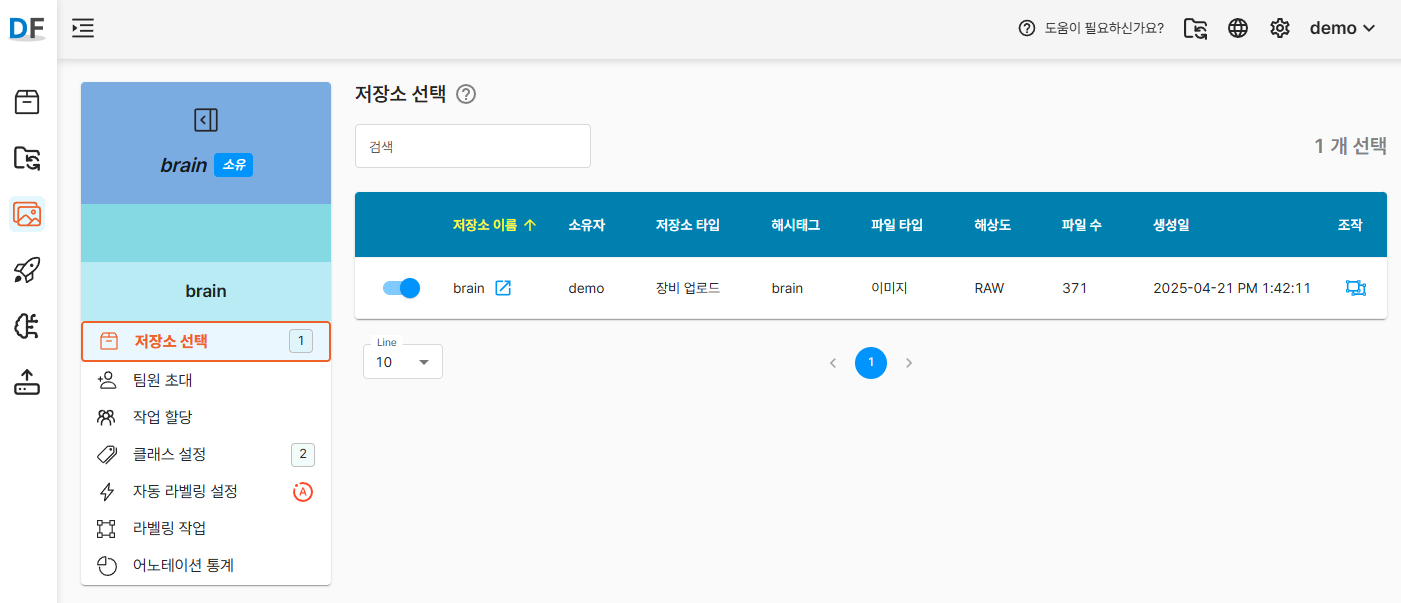 DF
도움이 필요하신가요?
demo
brain 소유
brain
저장소 선택 1
팀원 초대
작업 할당
클래스 설정 2
자동 라벨링 설정 A
라벨링 작업
어노테이션 통계
저장소 선택 ?
검색
1 개 선택
저장소 이름 소유자 저장소 타입 해시태그 파일 타입 해상도 파일 수 생성일 조작
brain demo 장비 업로드 brain 이미지 RAW 371 2025-04-21 PM 1:42:11
Line
10
1